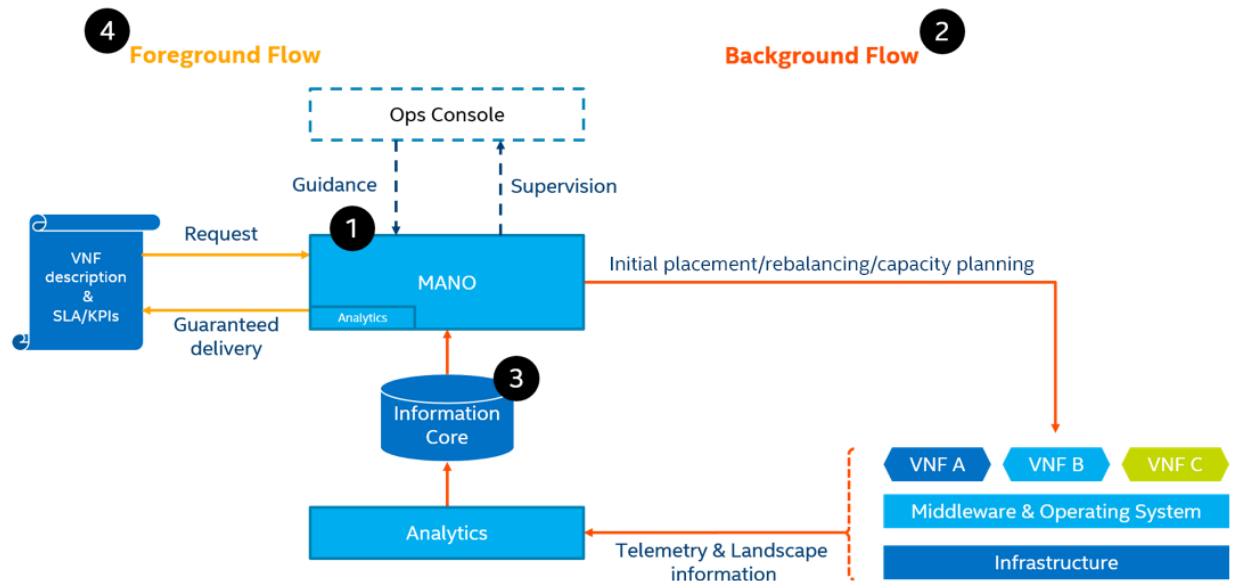 4
Foreground Flow
Background Flow
2
Ops Console
Guidance
Supervision
1
Request
VNF
description
&
SLA/KPIs
MANO
Analytics
Initial placement/rebalancing/capacity planning
Guaranteed
delivery
3
Information
Core
VNF A
VNF B
VNF C
Middleware & Operating System
Analytics
Telemetry & Landscape
information
Infrastructure